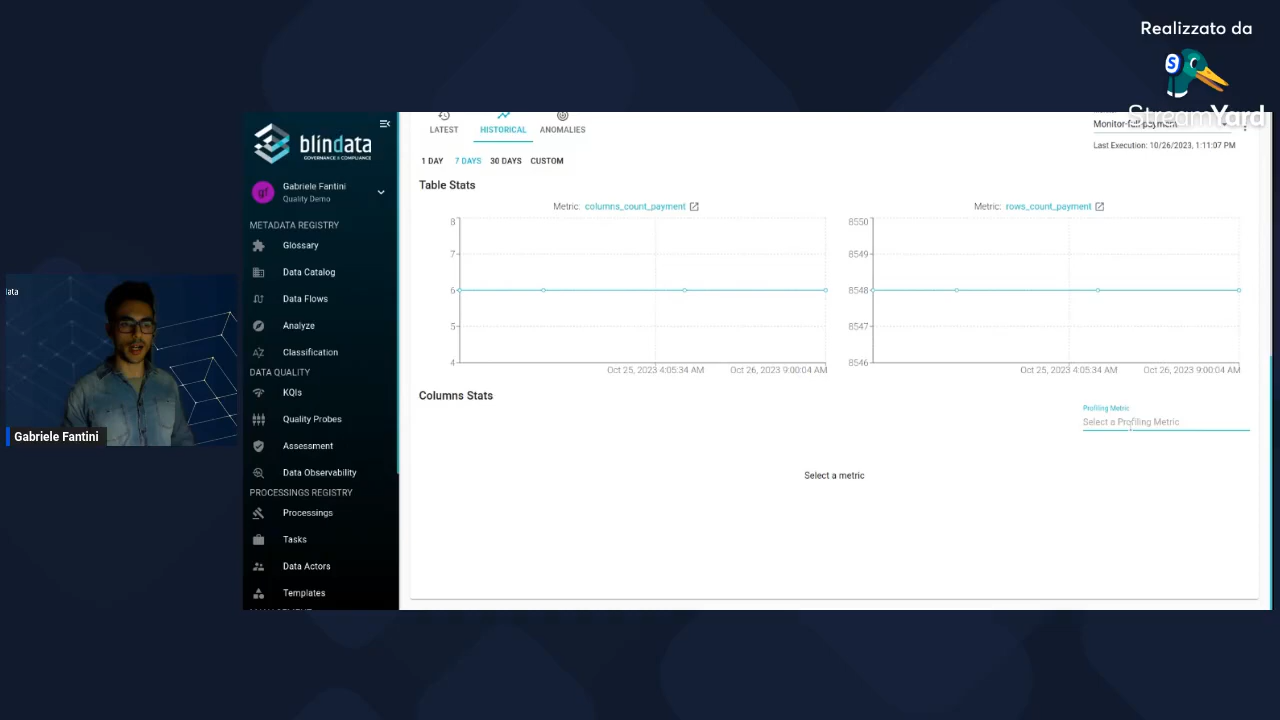 Realizzato da
StreamYard
blindata
GOVERNANCE & COMPLIANCE
gf
Gabriele Fantini
Quality Demo
METADATA REGISTRY
Glossary
Data Catalog
Data Flows
Analyze
Classification
DATA QUALITY
KQIs
Quality Probes
Assessment
Data Observability
PROCESSINGS REGISTRY
Processings
Tasks
Data Actors
Templates
LATEST
HISTORICAL
ANOMALIES
Monitor-full-payment
Last Execution: 10/26/2023, 1:11:07 PM
1 DAY
7 DAYS
30 DAYS
CUSTOM
Table Stats
Metric: columns_count_payment
8
7
6
5
4
Oct 25, 2023 4:05:34 AM
Oct 26, 2023 9:00:04 AM
Metric: rows_count_payment
8550
8549
8548
8547
8546
Oct 25, 2023 4:05:34 AM
Oct 26, 2023 9:00:04 AM
Columns Stats
Profiling Metric
Select a Profiling Metric
Select a metric
ata
Gabriele Fantini